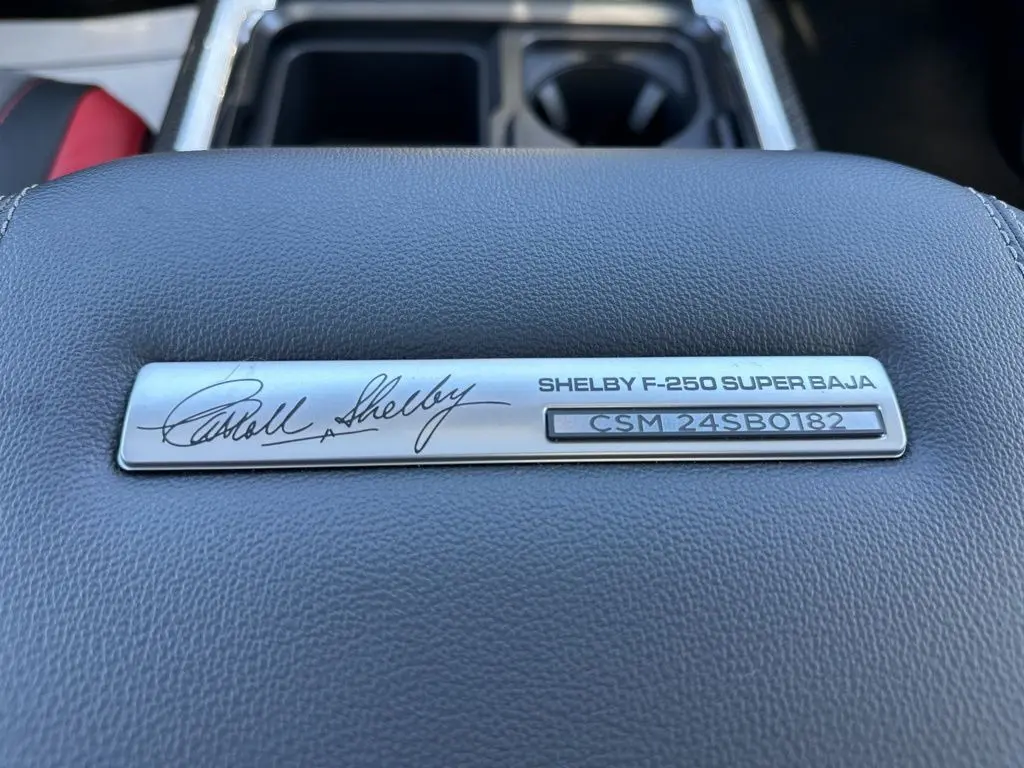 Carroll Shelby
SHELBY F-250 SUPER BAJA
CSM 24SB0182